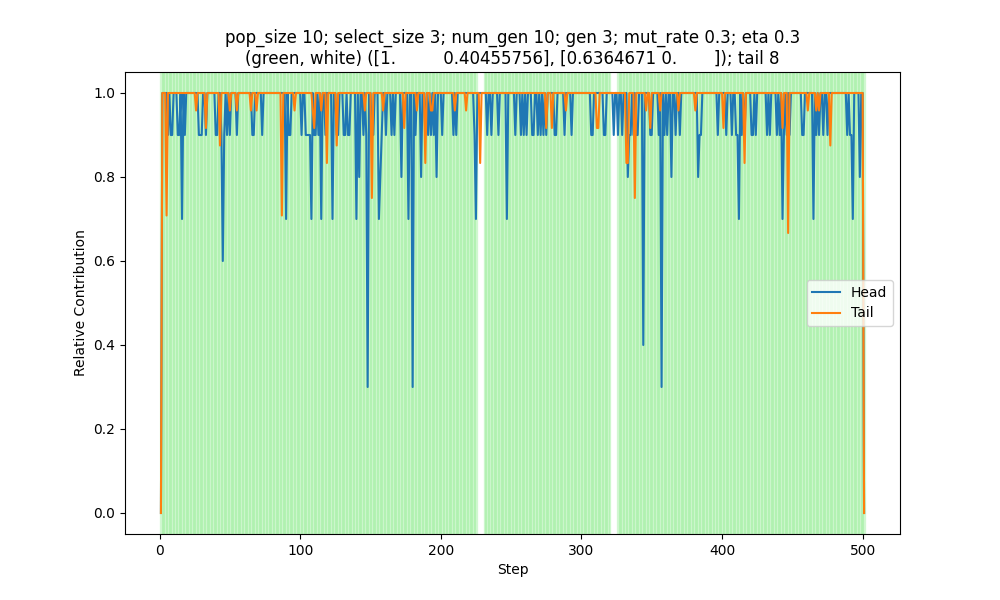 pop_size 10; select_size 3; num_gen 10; gen 3; mut_rate 0.3; eta 0.3
(green, white) ([1. 0.40455756], [0.6364671 0. ]); tail 8
1.0
0.8
0.6
0.4
0.2
0.0
Relative Contribution
Head
Tail
0 100 200 300 400 500
Step